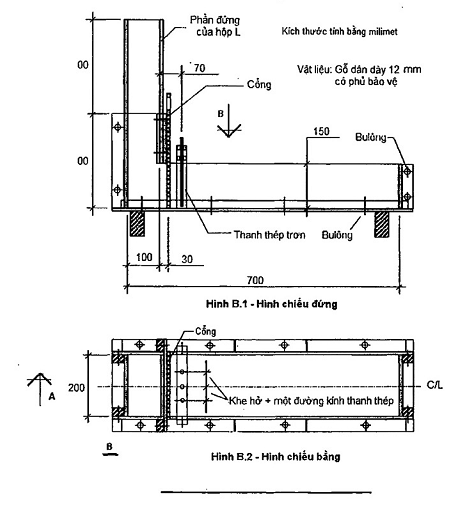 Phần đứng
của hộp L
Kích thước tính bằng milimet
Vật liệu: Gỗ dán dày 12 mm
có phủ bảo vệ
00
70
Cổng
B
00
150
Bulông
Thanh thép trơn
Bulông
100
30
700
Hình B.1 - Hình chiếu đứng
Cổng
200
A
C/L
Khe hở + một đường kính thanh thép
B
Hình B.2 - Hình chiếu bằng